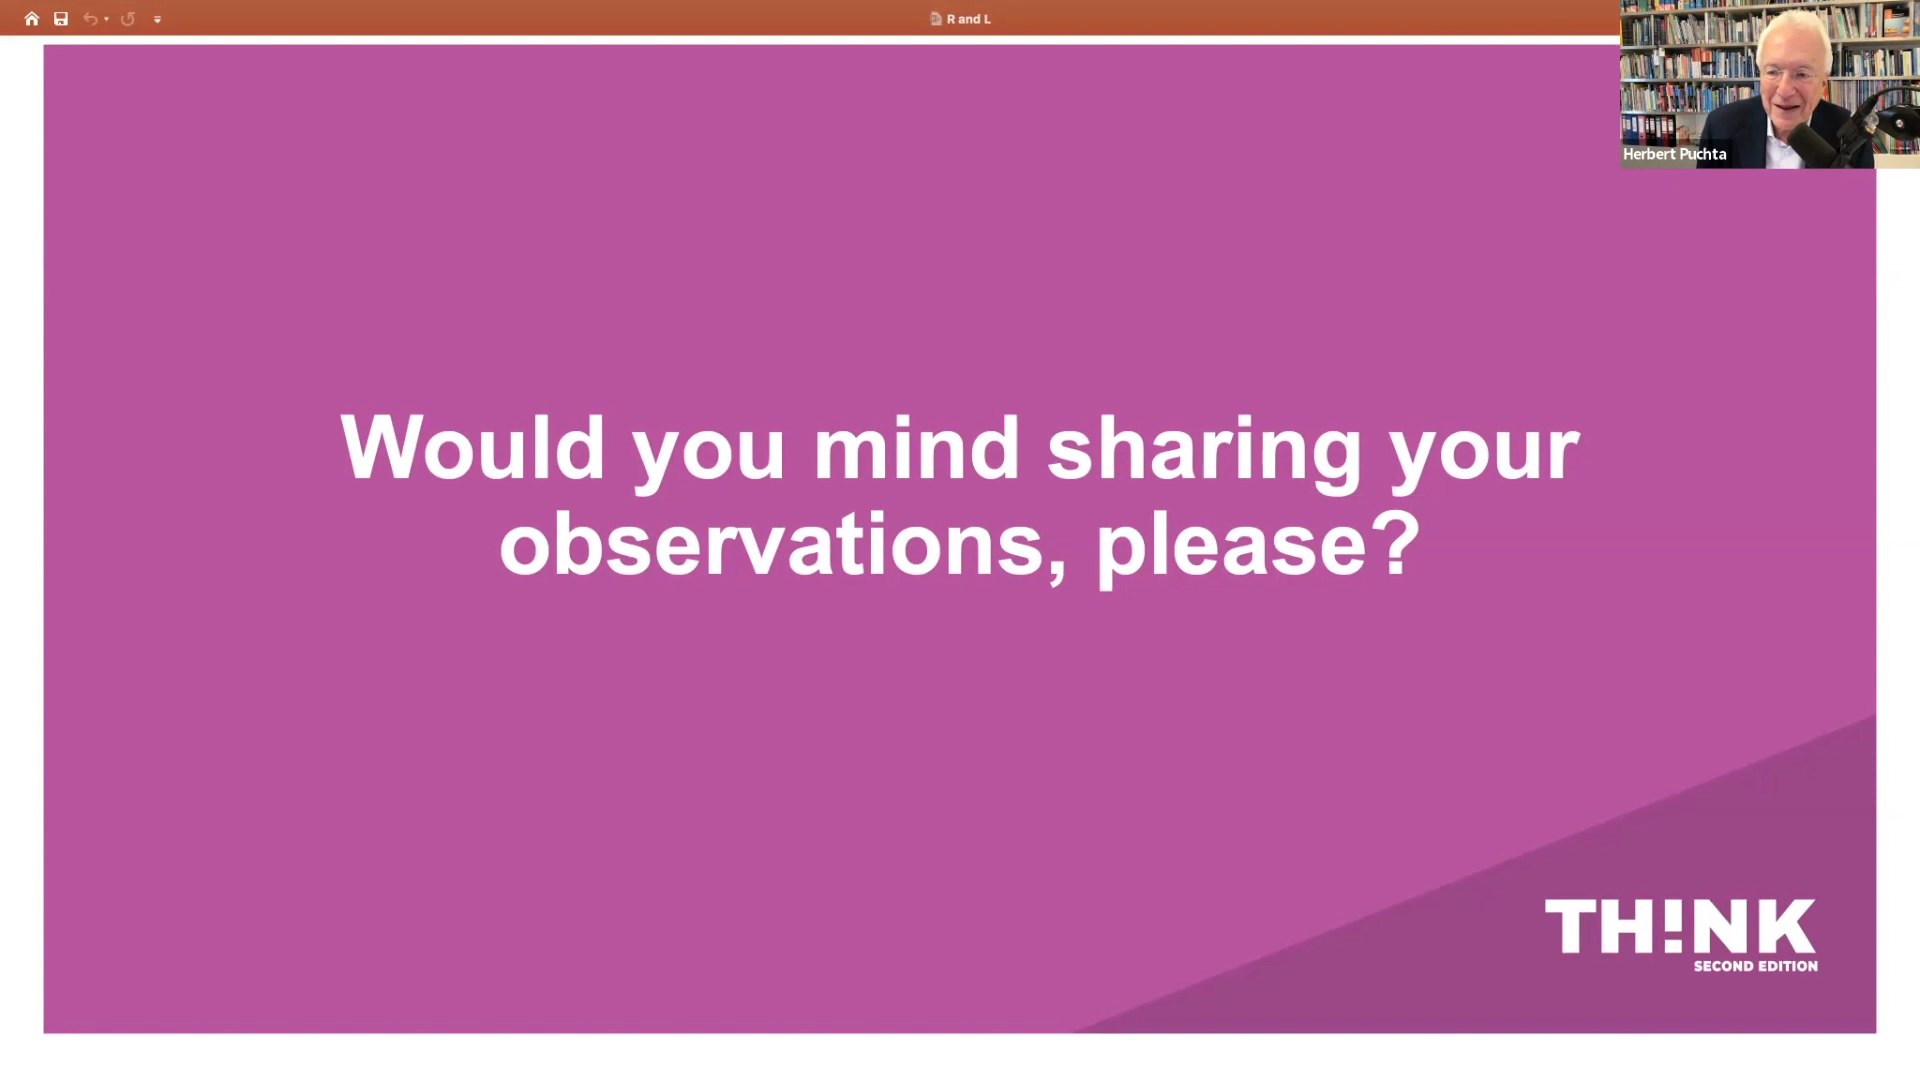 R and L
Herbert Puchta
Would you mind sharing your
observations, please?
TH!NK
SECOND EDITION